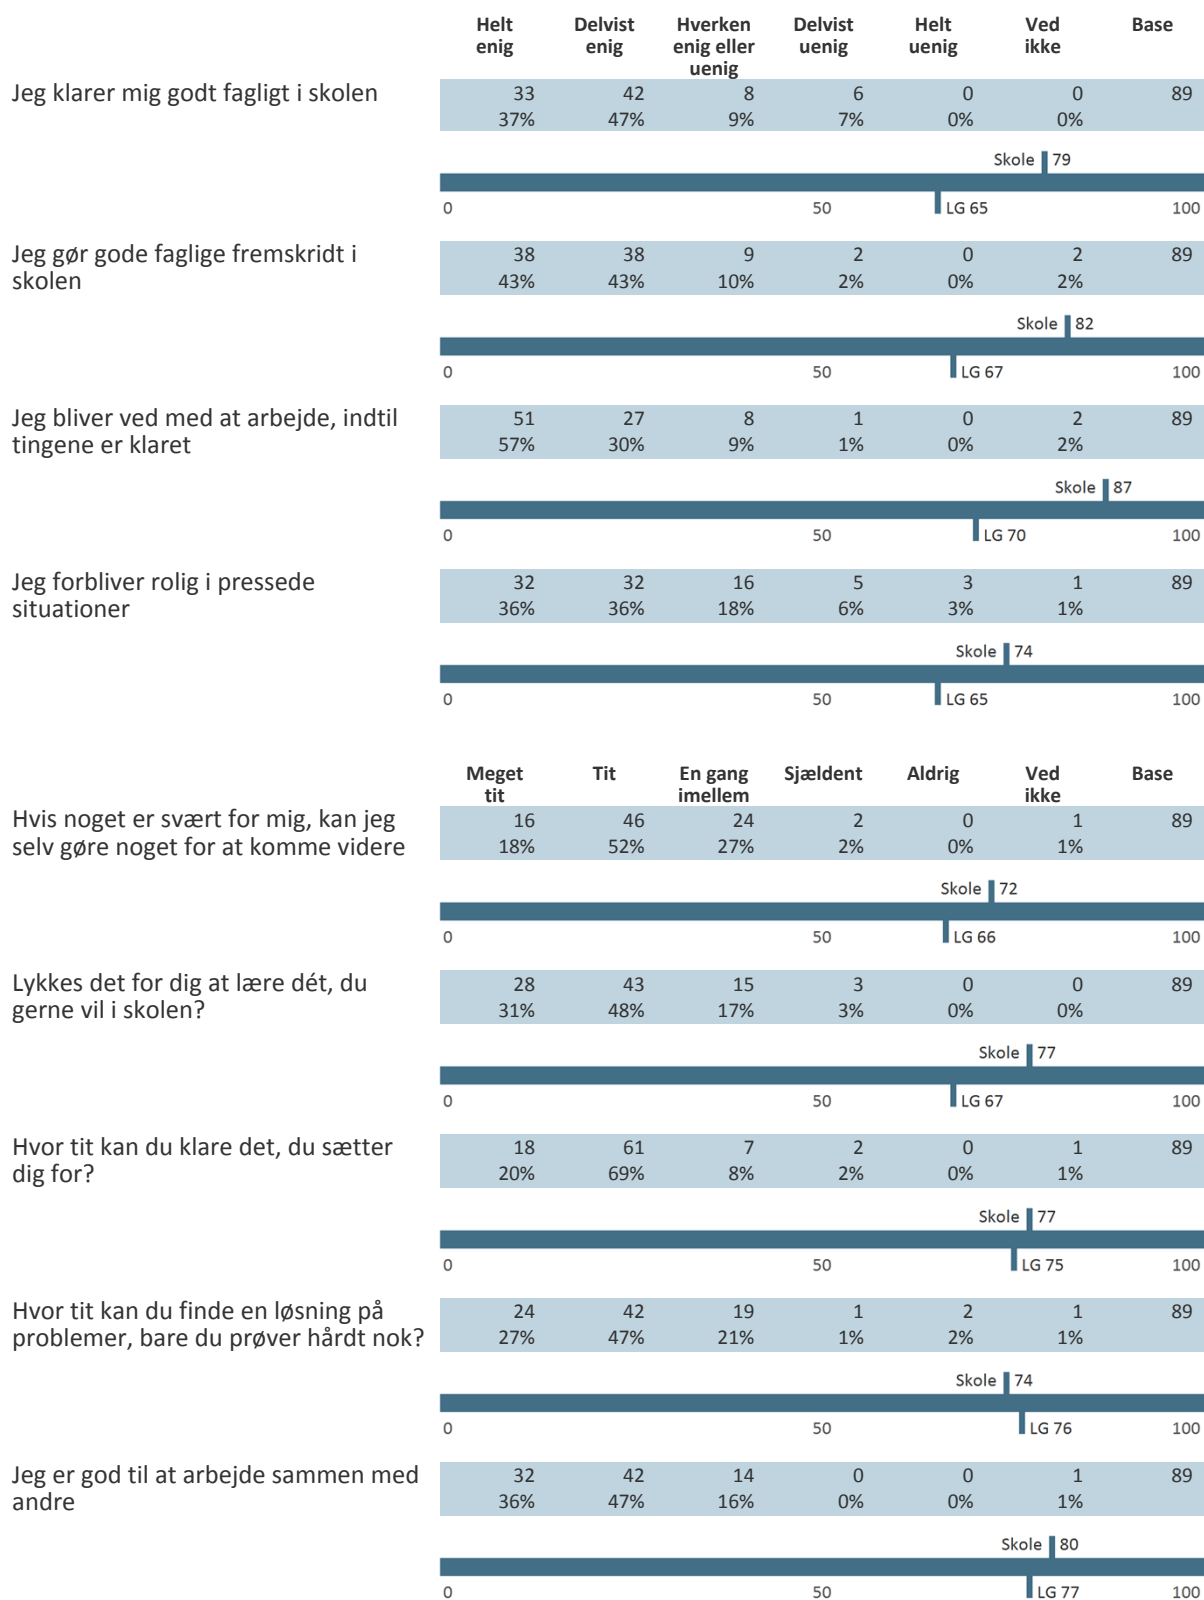 Helt enig Delvist enig Hverken enig eller uenig Delvist uenig Helt uenig Ved ikke Base
Jeg klarer mig godt fagligt i skolen
33 42 8 6 0 0 89
37% 47% 9% 7% 0% 0%
Skole 79
0 50 LG 65 100
Jeg gør gode faglige fremskridt i
skolen
38 38 9 2 0 2 89
43% 43% 10% 2% 0% 2%
Skole 82
0 50 LG 67 100
Jeg bliver ved med at arbejde, indtil
tingene er klaret
51 27 8 1 0 2 89
57% 30% 9% 1% 0% 2%
Skole 87
0 50 LG 70 100
Jeg forbliver rolig i pressede
situationer
32 32 16 5 3 1 89
36% 36% 18% 6% 3% 1%
Skole 74
0 50 LG 65 100
Meget tit Tit En gang imellem Sjældent Aldrig Ved ikke Base
Hvis noget er svært for mig, kan jeg
selv gøre noget for at komme videre
16 46 24 2 0 1 89
18% 52% 27% 2% 0% 1%
Skole 72
0 50 LG 66 100
Lykkes det for dig at lære dét, du
gerne vil i skolen?
28 43 15 3 0 0 89
31% 48% 17% 3% 0% 0%
Skole 77
0 50 LG 67 100
Hvor tit kan du klare det, du sætter
dig for?
18 61 7 2 0 1 89
20% 69% 8% 2% 0% 1%
Skole 77
0 50 LG 75 100
Hvor tit kan du finde en løsning på
problemer, bare du prøver hårdt nok?
24 42 19 1 2 1 89
27% 47% 21% 1% 2% 1%
Skole 74
0 50 LG 76 100
Jeg er god til at arbejde sammen med
andre
32 42 14 0 0 1 89
36% 47% 16% 0% 0% 1%
Skole 80
0 50 LG 77 100